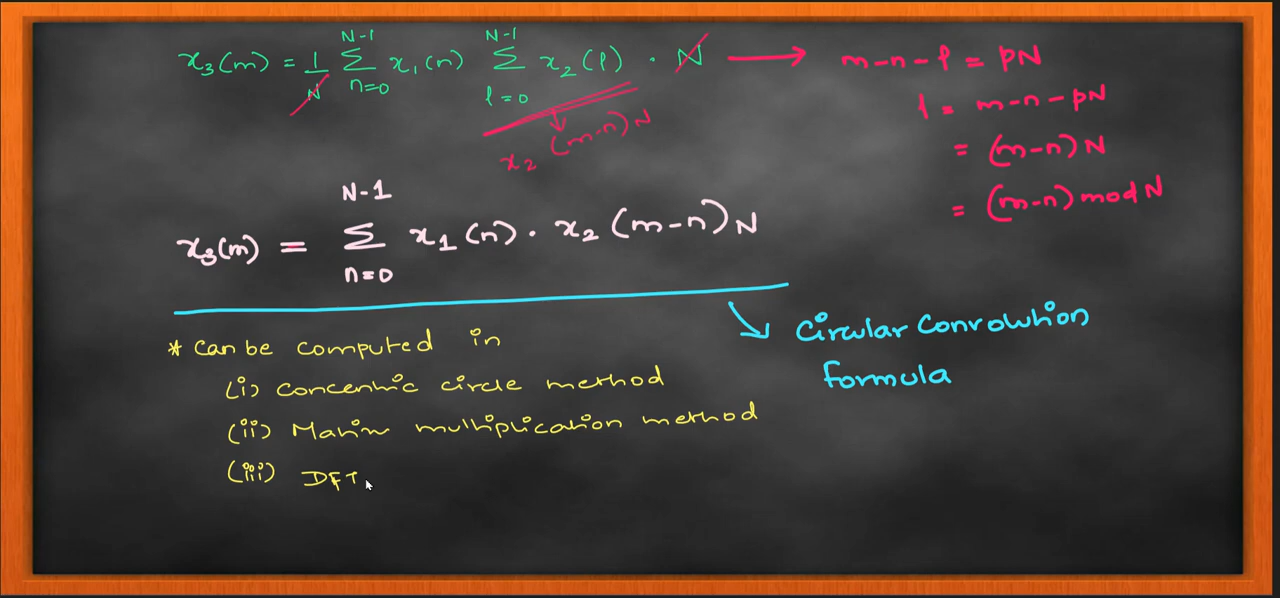 x₃(m) = 1/N N-1 Σ n=0 x₁(n) N-1 Σ l=0 x₂(l) · N → m-n-l = pN
l = m-n-pN
x₂ (m-n)N
= (m-n)N
= (m-n) mod N
x₃(m) = N-1 Σ n=0 x₁(n) · x₂(m-n)N
Circular Convolution
formula
* Can be computed in
(i) Concentric circle method
(ii) Matrix multiplication method
(iii) DFT